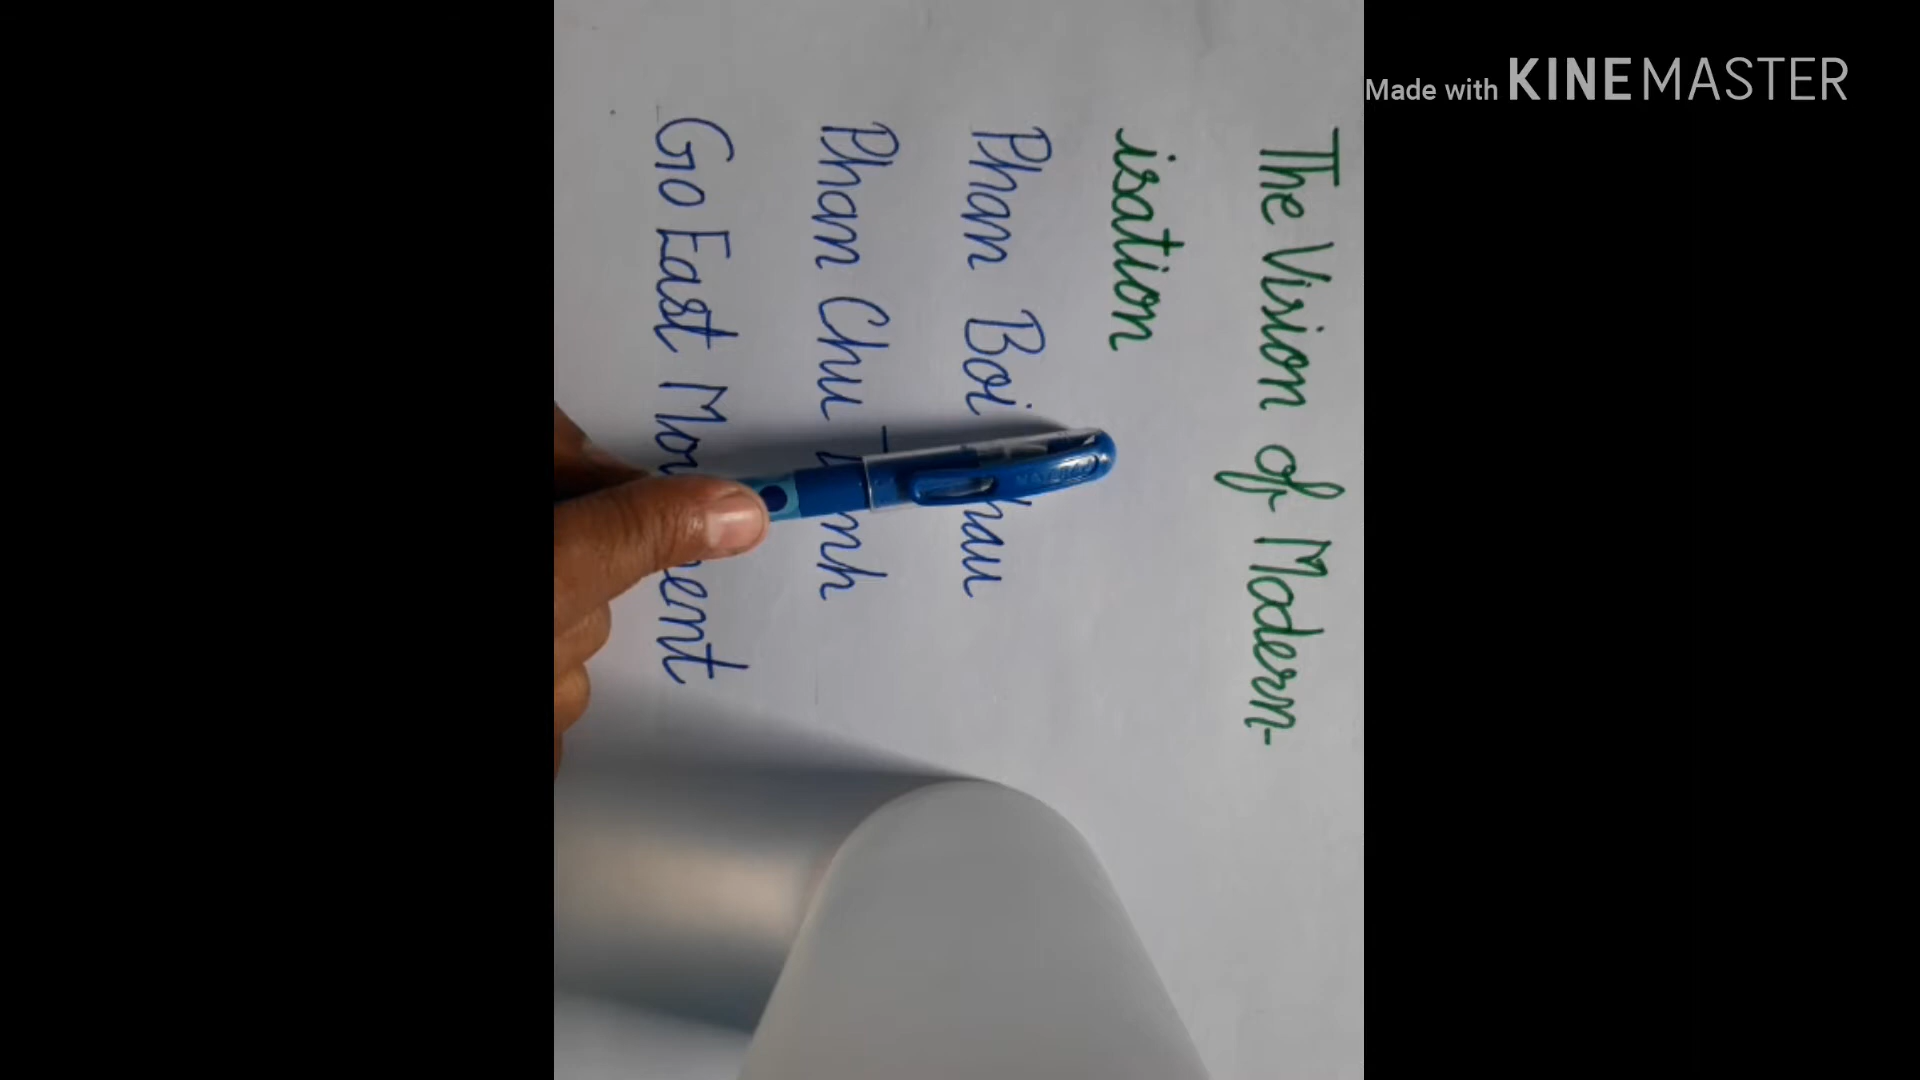 Made with KINEMASTER
The Vision of Modern-
isation
Phan Boi
Phan Chu
Go East